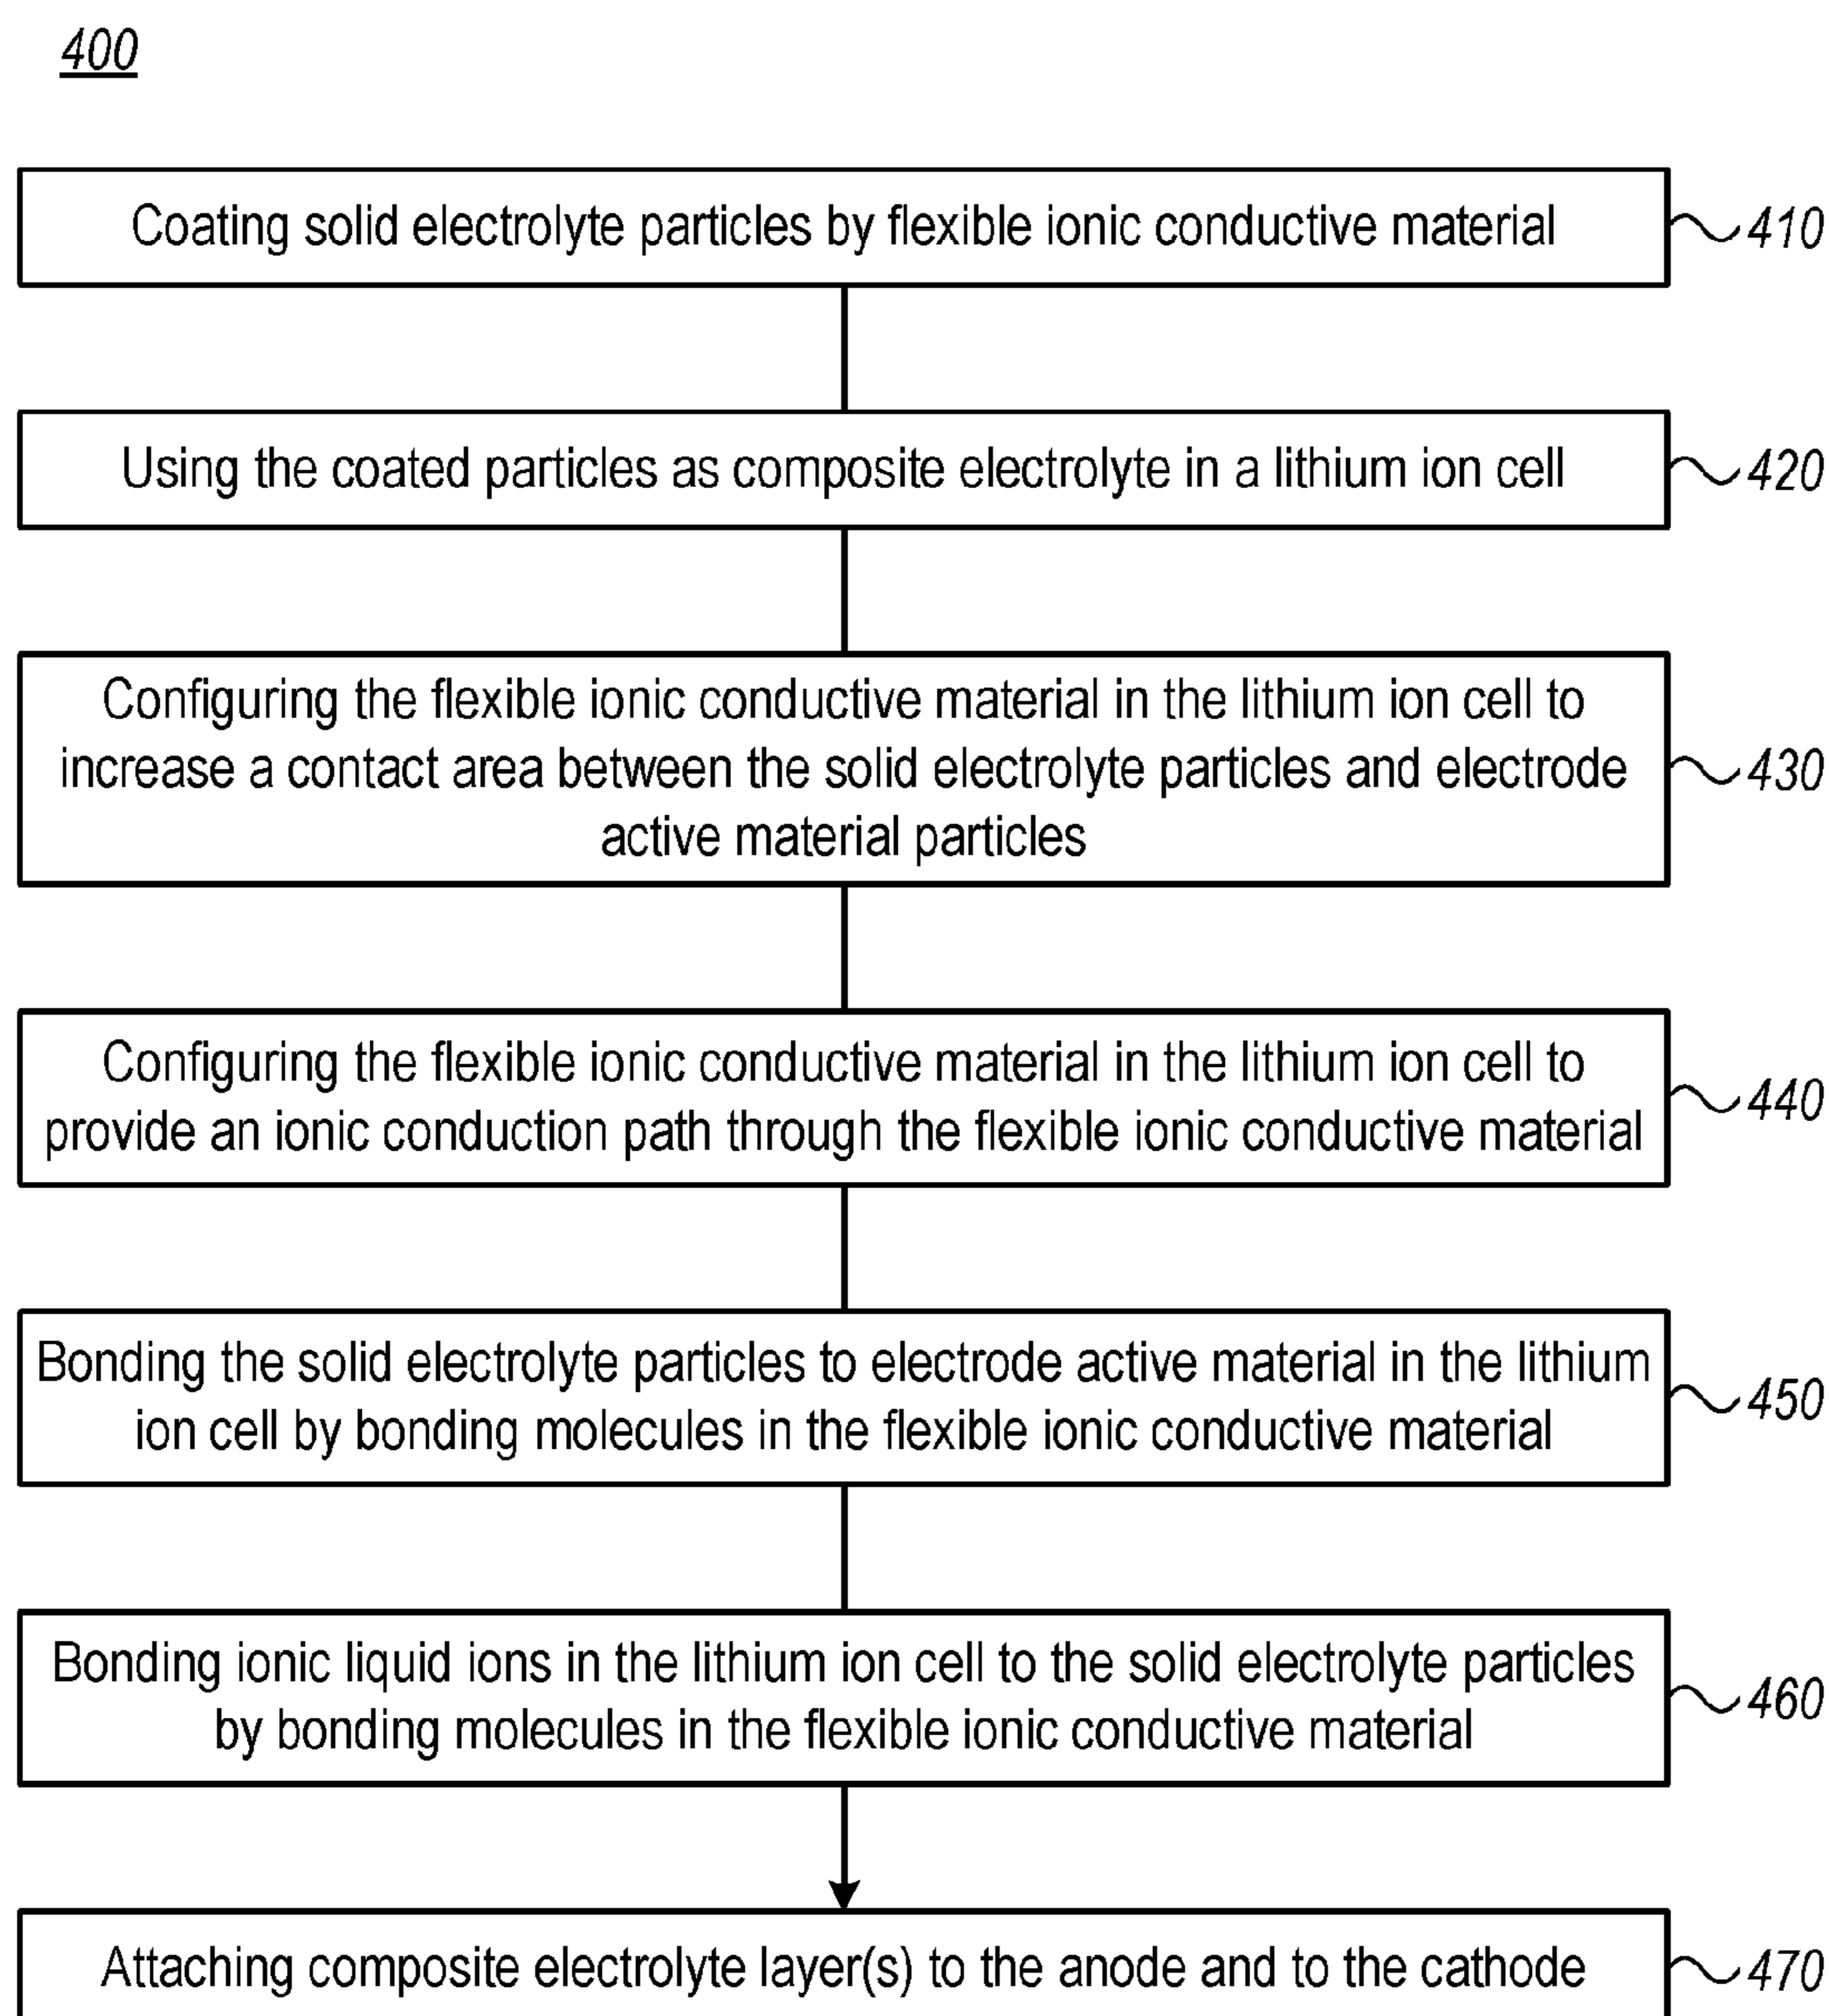 400
Coating solid electrolyte particles by flexible ionic conductive material
410
Using the coated particles as composite electrolyte in a lithium ion cell
420
Configuring the flexible ionic conductive material in the lithium ion cell to
increase a contact area between the solid electrolyte particles and electrode
active material particles
430
Configuring the flexible ionic conductive material in the lithium ion cell to
provide an ionic conduction path through the flexible ionic conductive material
440
Bonding the solid electrolyte particles to electrode active material in the lithium
ion cell by bonding molecules in the flexible ionic conductive material
450
Bonding ionic liquid ions in the lithium ion cell to the solid electrolyte particles
by bonding molecules in the flexible ionic conductive material
460
Attaching composite electrolyte layer(s) to the anode and to the cathode
470